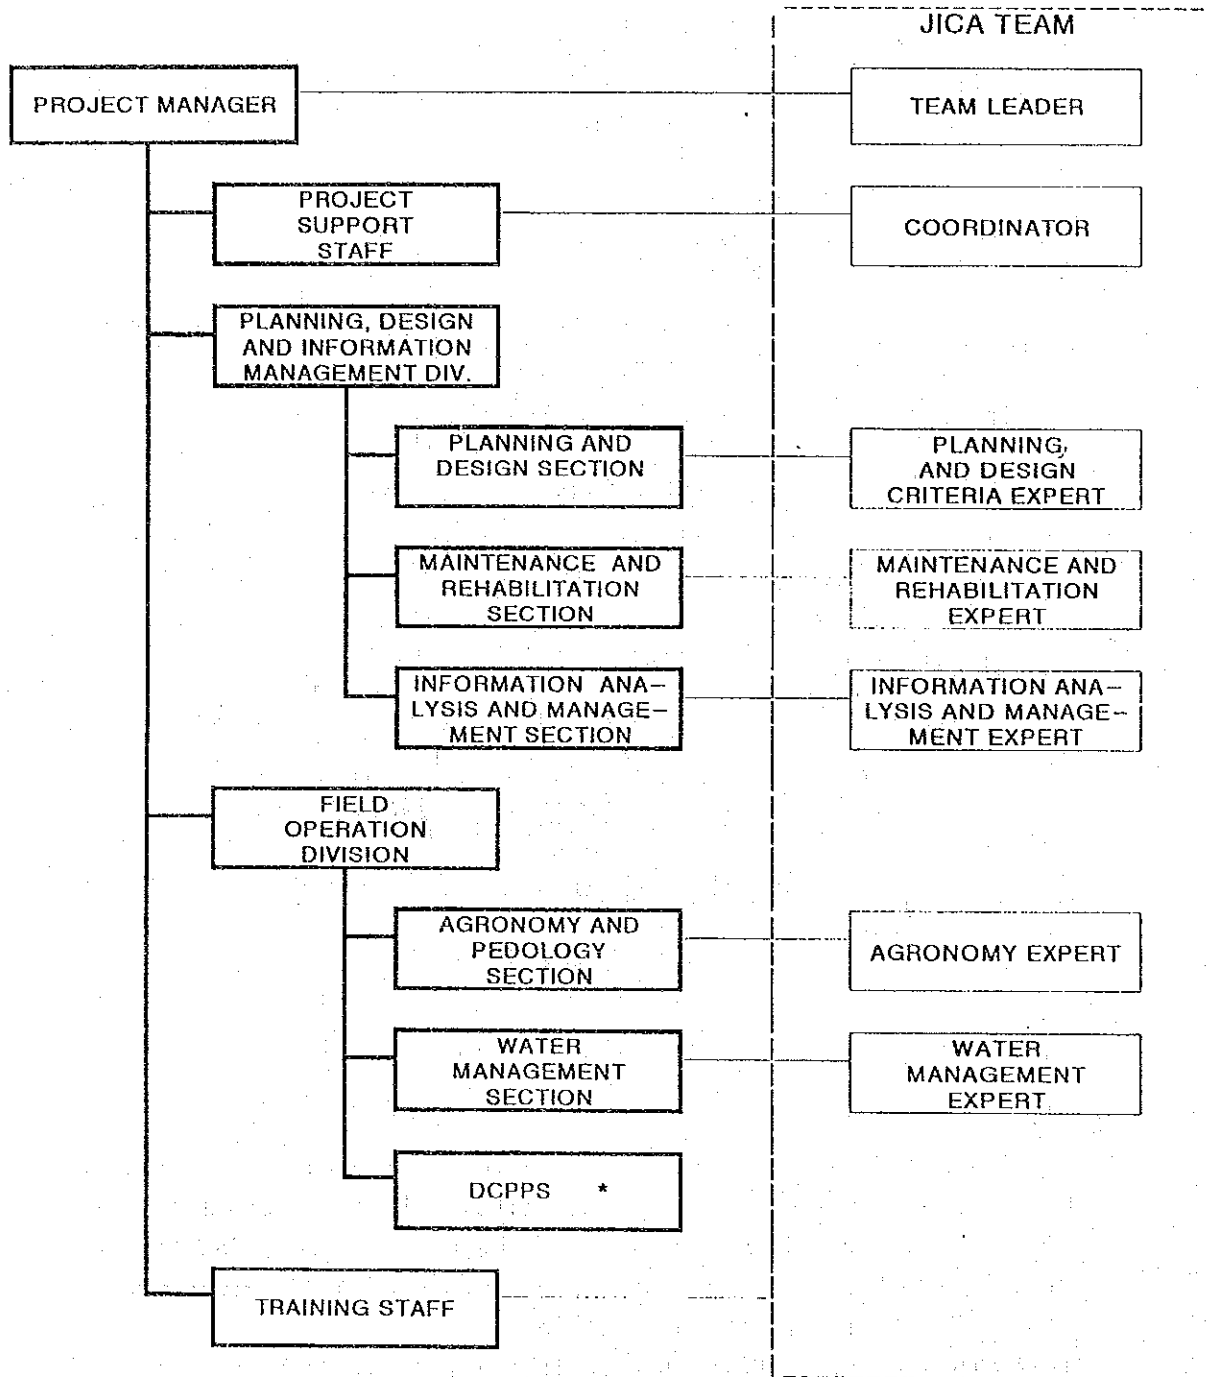 JICA TEAM
PROJECT MANAGER
TEAM LEADER
PROJECT
SUPPORT
STAFF
COORDINATOR
PLANNING, DESIGN
AND INFORMATION
MANAGEMENT DIV.
PLANNING AND
DESIGN SECTION
PLANNING,
AND DESIGN
CRITERIA EXPERT
MAINTENANCE AND
REHABILITATION
SECTION
MAINTENANCE AND
REHABILITATION
EXPERT
INFORMATION ANA-
LYSIS AND MANAGE-
MENT SECTION
INFORMATION ANA-
LYSIS AND MANAGE-
MENT EXPERT
FIELD
OPERATION
DIVISION
AGRONOMY AND
PEDOLOGY
SECTION
AGRONOMY EXPERT
WATER
MANAGEMENT
SECTION
WATER
MANAGEMENT
EXPERT
DCPPS *
TRAINING STAFF